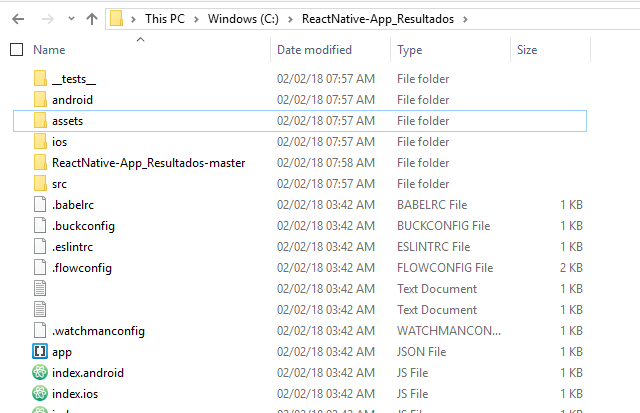 This PC > Windows (C:) > ReactNative-App_Resultados >
Name Date modified Type Size
__tests__ 02/02/18 07:57 AM File folder
android 02/02/18 07:57 AM File folder
assets 02/02/18 07:57 AM File folder
ios 02/02/18 07:57 AM File folder
ReactNative-App_Resultados-master 02/02/18 07:58 AM File folder
src 02/02/18 07:57 AM File folder
.babelrc 02/02/18 03:42 AM BABELRC File 1 KB
.buckconfig 02/02/18 03:42 AM BUCKCONFIG File 1 KB
.eslintrc 02/02/18 03:42 AM ESLINTRC File 1 KB
.flowconfig 02/02/18 03:42 AM FLOWCONFIG File 2 KB
02/02/18 03:42 AM Text Document 1 KB
02/02/18 03:42 AM Text Document 1 KB
.watchmanconfig 02/02/18 03:42 AM WATCHMANCON... 1 KB
app 02/02/18 03:42 AM JSON File 1 KB
index.android 02/02/18 03:42 AM JS File 1 KB
index.ios 02/02/18 03:42 AM JS File 1 KB